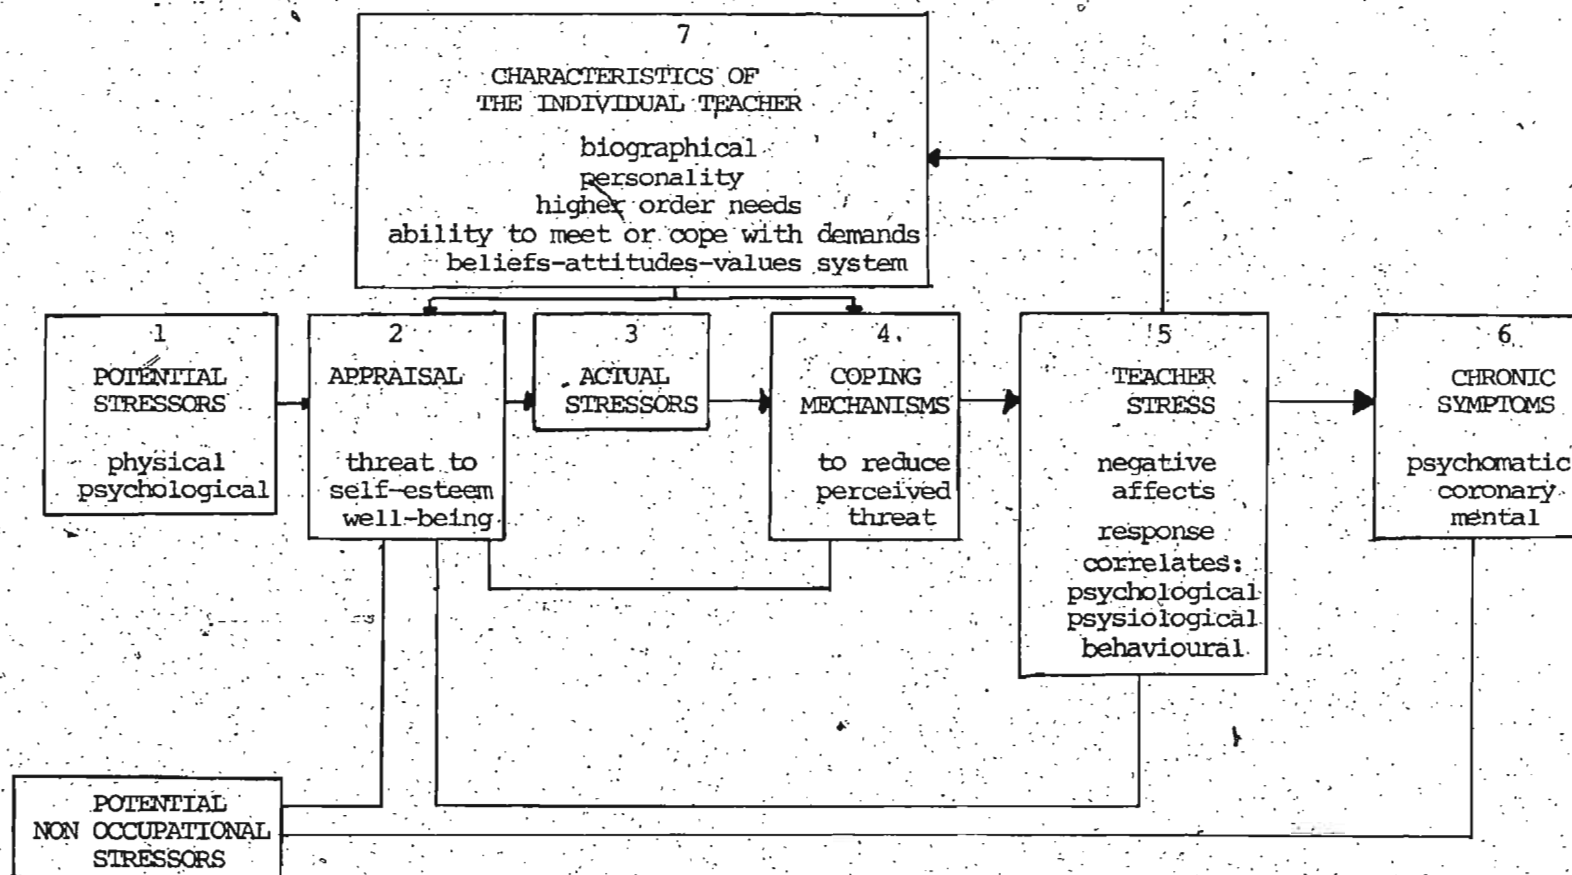 7
CHARACTERISTICS OF
THE INDIVIDUAL TEACHER
biographical
personality
higher order needs
ability to meet or cope with demands
beliefs-attitudes-values system
1
POTENTIAL
STRESSORS
physical
psychological
2
APPRAISAL
threat to
self-esteem
well-being
3
ACTUAL
STRESSORS
4.
COPING
MECHANISMS
to reduce
perceived
threat
5
TEACHER
STRESS
negative
affects
response
correlates:
psychological
psysiological
behavioural
6
CHRONIC
SYMPTOMS
psychomatic
coronary
mental
POTENTIAL
NON OCCUPATIONAL
STRESSORS